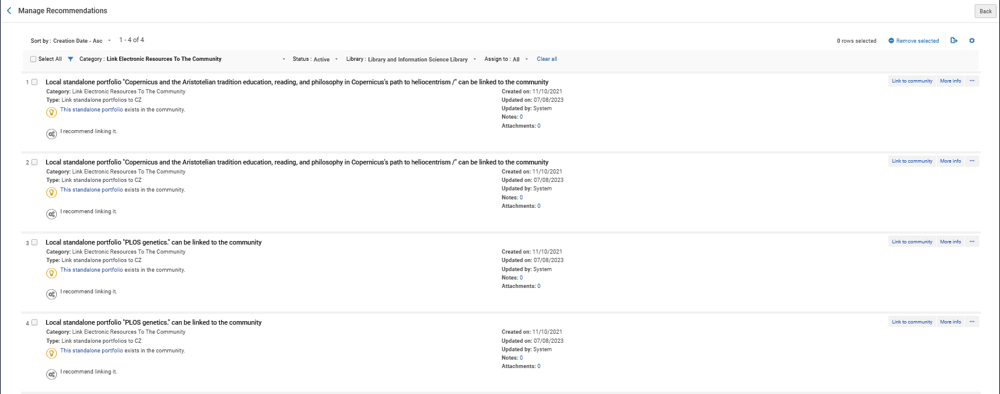 Manage Recommendations
Back
Sort by : Creation Date - Asc 1 - 4 of 4 0 rows selected Remove selected
Select All Category : Link Electronic Resources To The Community Status : Active Library : Library and Information Science Library Assign to : All Clear all
1 Local standalone portfolio "Copernicus and the Aristotelian tradition education, reading, and philosophy in Copernicus's path to heliocentrism /" can be linked to the community Link to community More info ...
Category: Link Electronic Resources To The Community Created on: 11/10/2021
Type: Link standalone portfolios to CZ Updated on: 07/08/2023
This standalone portfolio exists in the community. Updated by: System
Notes: 0
Attachments: 0
I recommend linking it.
2 Local standalone portfolio "Copernicus and the Aristotelian tradition education, reading, and philosophy in Copernicus's path to heliocentrism /" can be linked to the community Link to community More info ...
Category: Link Electronic Resources To The Community Created on: 11/10/2021
Type: Link standalone portfolios to CZ Updated on: 07/08/2023
This standalone portfolio exists in the community. Updated by: System
Notes: 0
Attachments: 0
I recommend linking it.
3 Local standalone portfolio "PLOS genetics." can be linked to the community Link to community More info ...
Category: Link Electronic Resources To The Community Created on: 11/10/2021
Type: Link standalone portfolios to CZ Updated on: 07/08/2023
This standalone portfolio exists in the community. Updated by: System
Notes: 0
Attachments: 0
I recommend linking it.
4 Local standalone portfolio "PLOS genetics." can be linked to the community Link to community More info ...
Category: Link Electronic Resources To The Community Created on: 11/10/2021
Type: Link standalone portfolios to CZ Updated on: 07/08/2023
This standalone portfolio exists in the community. Updated by: System
Notes: 0
Attachments: 0
I recommend linking it.